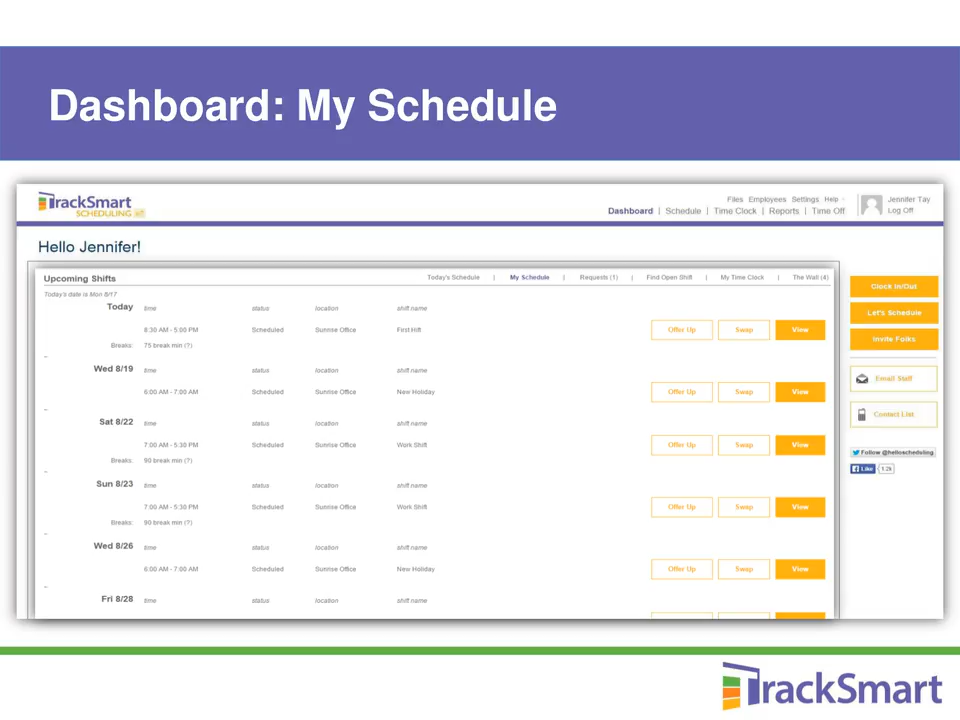 Dashboard: My Schedule
TrackSmart
SCHEDULING
Files Employees Settings Help
Dashboard | Schedule | Time Clock | Reports | Time Off
Jennifer Tay
Log Off
Hello Jennifer!
Upcoming Shifts
Today's Schedule | My Schedule | Requests (1) | Find Open Shift | My Time Clock | The Wall (4)
Today's date is Mon 8/17
Today time status location shift name
8:30 AM - 5:00 PM Scheduled Sunrise Office First Hift Offer Up Swap View
Breaks: 75 break min (?)
Wed 8/19 time status location shift name
6:00 AM - 7:00 AM Scheduled Sunrise Office New Holiday Offer Up Swap View
Sat 8/22 time status location shift name
7:00 AM - 5:30 PM Scheduled Sunrise Office Work Shift Offer Up Swap View
Breaks: 90 break min (?)
Sun 8/23 time status location shift name
7:00 AM - 5:30 PM Scheduled Sunrise Office Work Shift Offer Up Swap View
Breaks: 90 break min (?)
Wed 8/26 time status location shift name
6:00 AM - 7:00 AM Scheduled Sunrise Office New Holiday Offer Up Swap View
Fri 8/28 time status location shift name
Clock In/Out
Let's Schedule
Invite Folks
Email Staff
Contact List
Follow @helloscheduling
Like 1.2k
TrackSmart